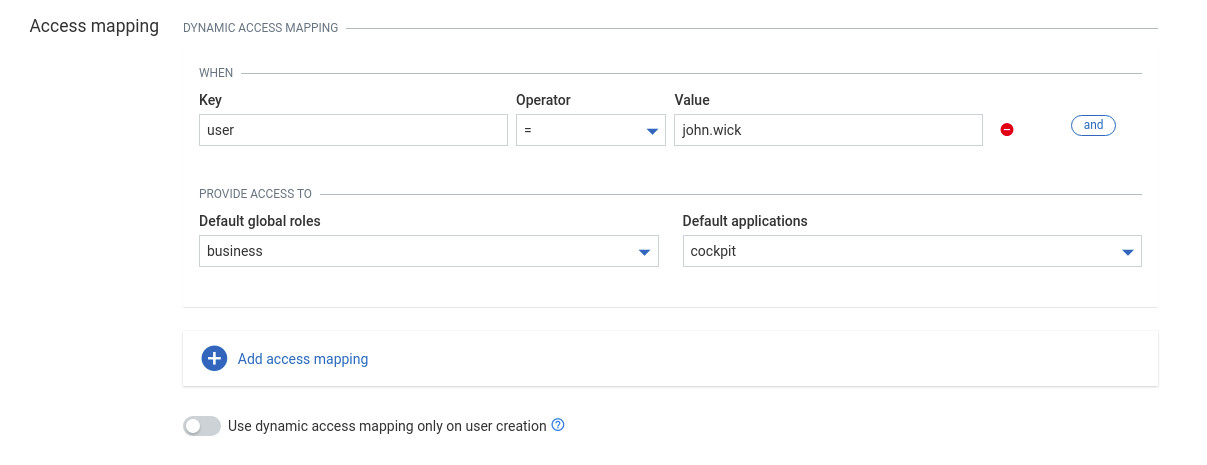 Access mapping
DYNAMIC ACCESS MAPPING
WHEN
Key Operator Value
user = john.wick and
PROVIDE ACCESS TO
Default global roles Default applications
business cockpit
Add access mapping
Use dynamic access mapping only on user creation ?